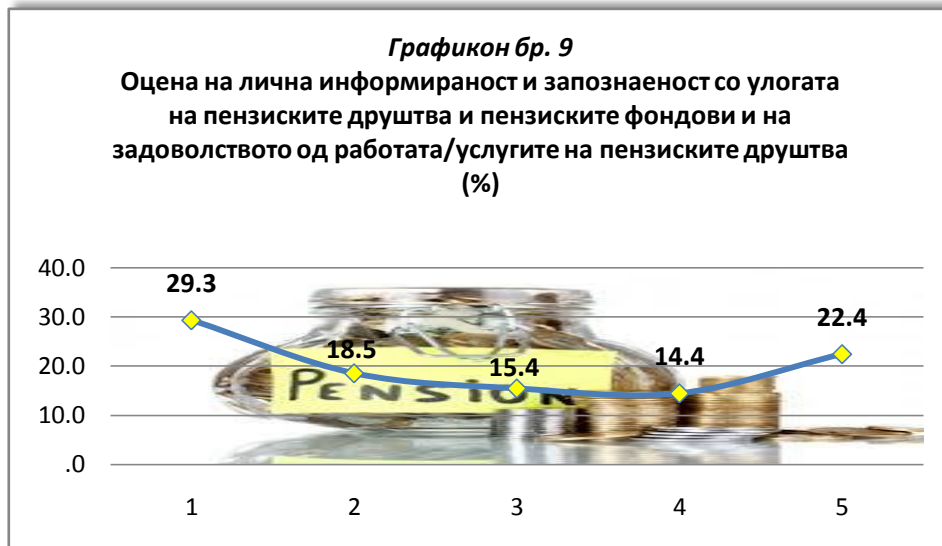 Графикон бр. 9
Оцена на лична информираност и запознаеност со улогата
на пензиските друштва и пензиските фондови и на
задоволството од работата/услугите на пензиските друштва
(%)
40.0
30.0
20.0
10.0
.0
29.3
18.5
15.4
14.4
22.4
PENSION
1 2 3 4 5